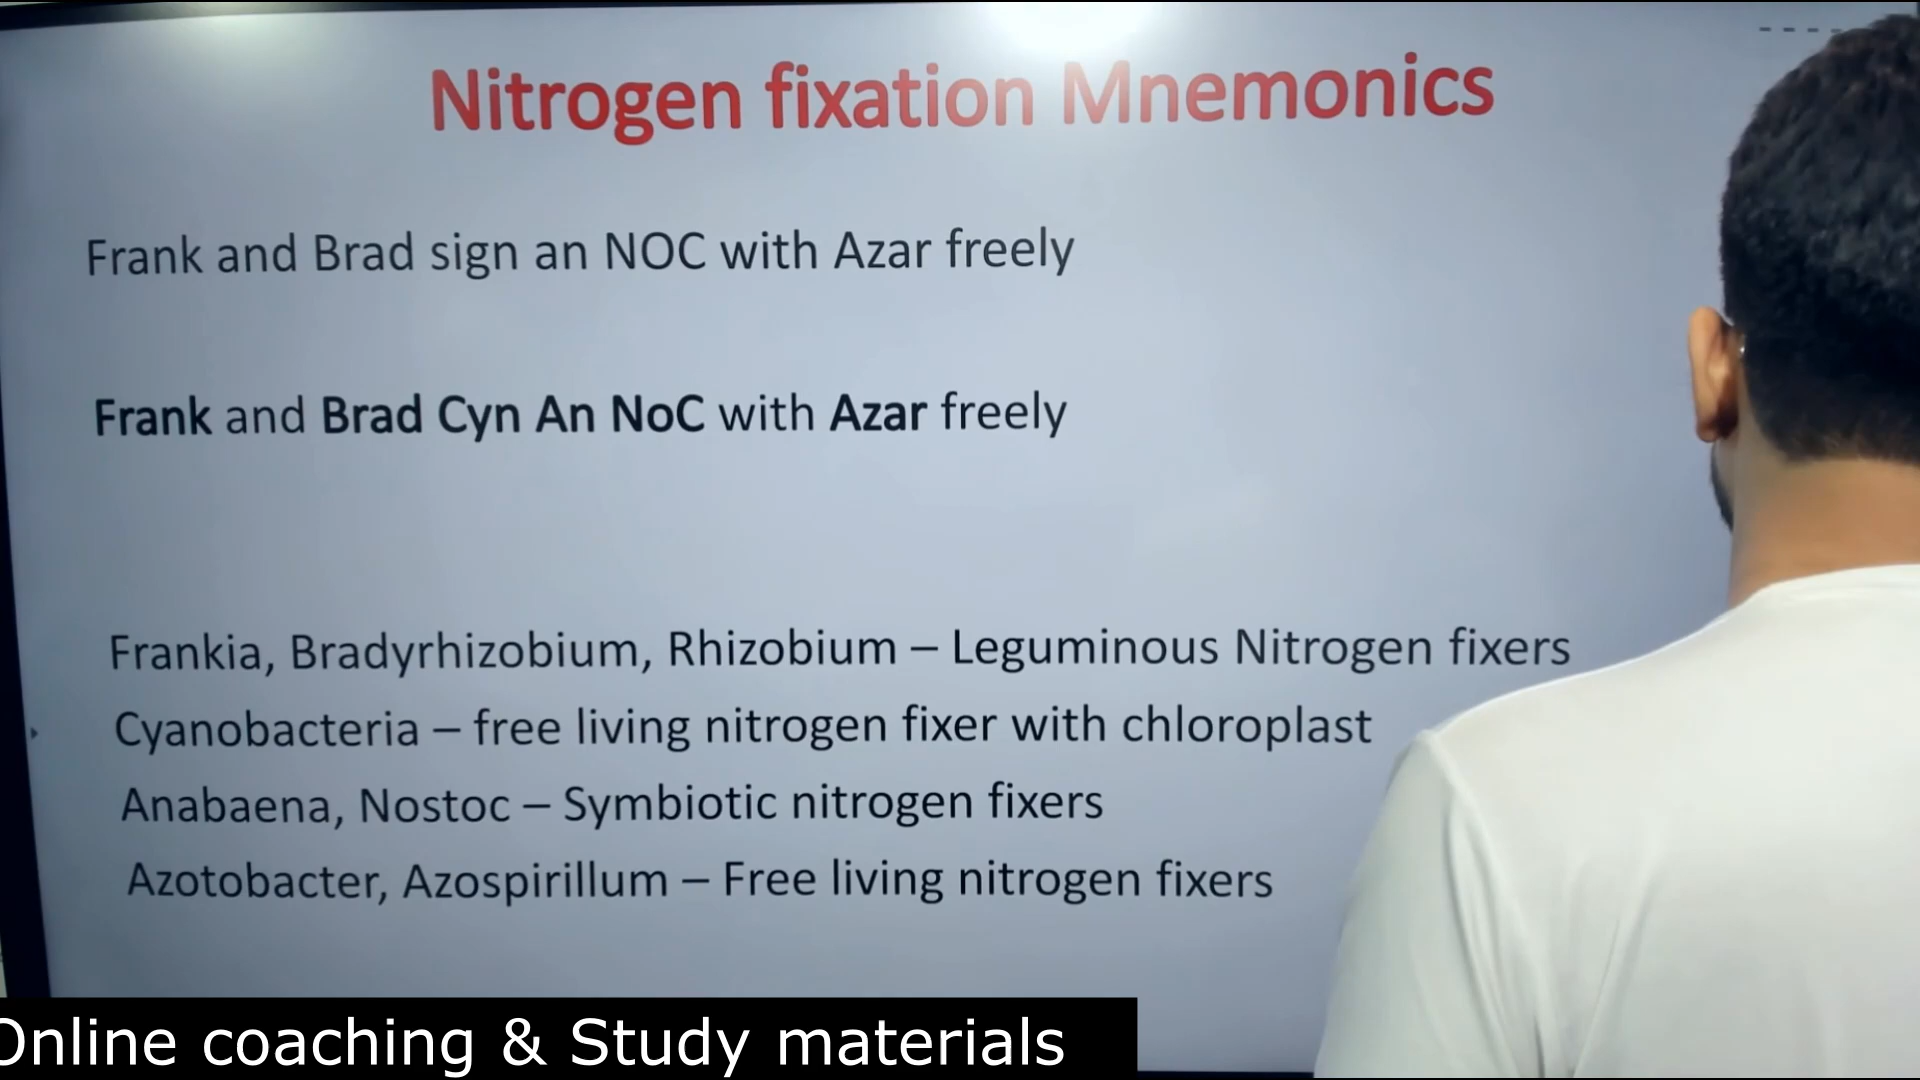 Nitrogen fixation Mnemonics
Frank and Brad sign an NOC with Azar freely
Frank and Brad Cyn An NoC with Azar freely
Frankia, Bradyrhizobium, Rhizobium – Leguminous Nitrogen fixers
Cyanobacteria – free living nitrogen fixer with chloroplast
Anabaena, Nostoc – Symbiotic nitrogen fixers
Azotobacter, Azospirillum – Free living nitrogen fixers
Online coaching & Study materials